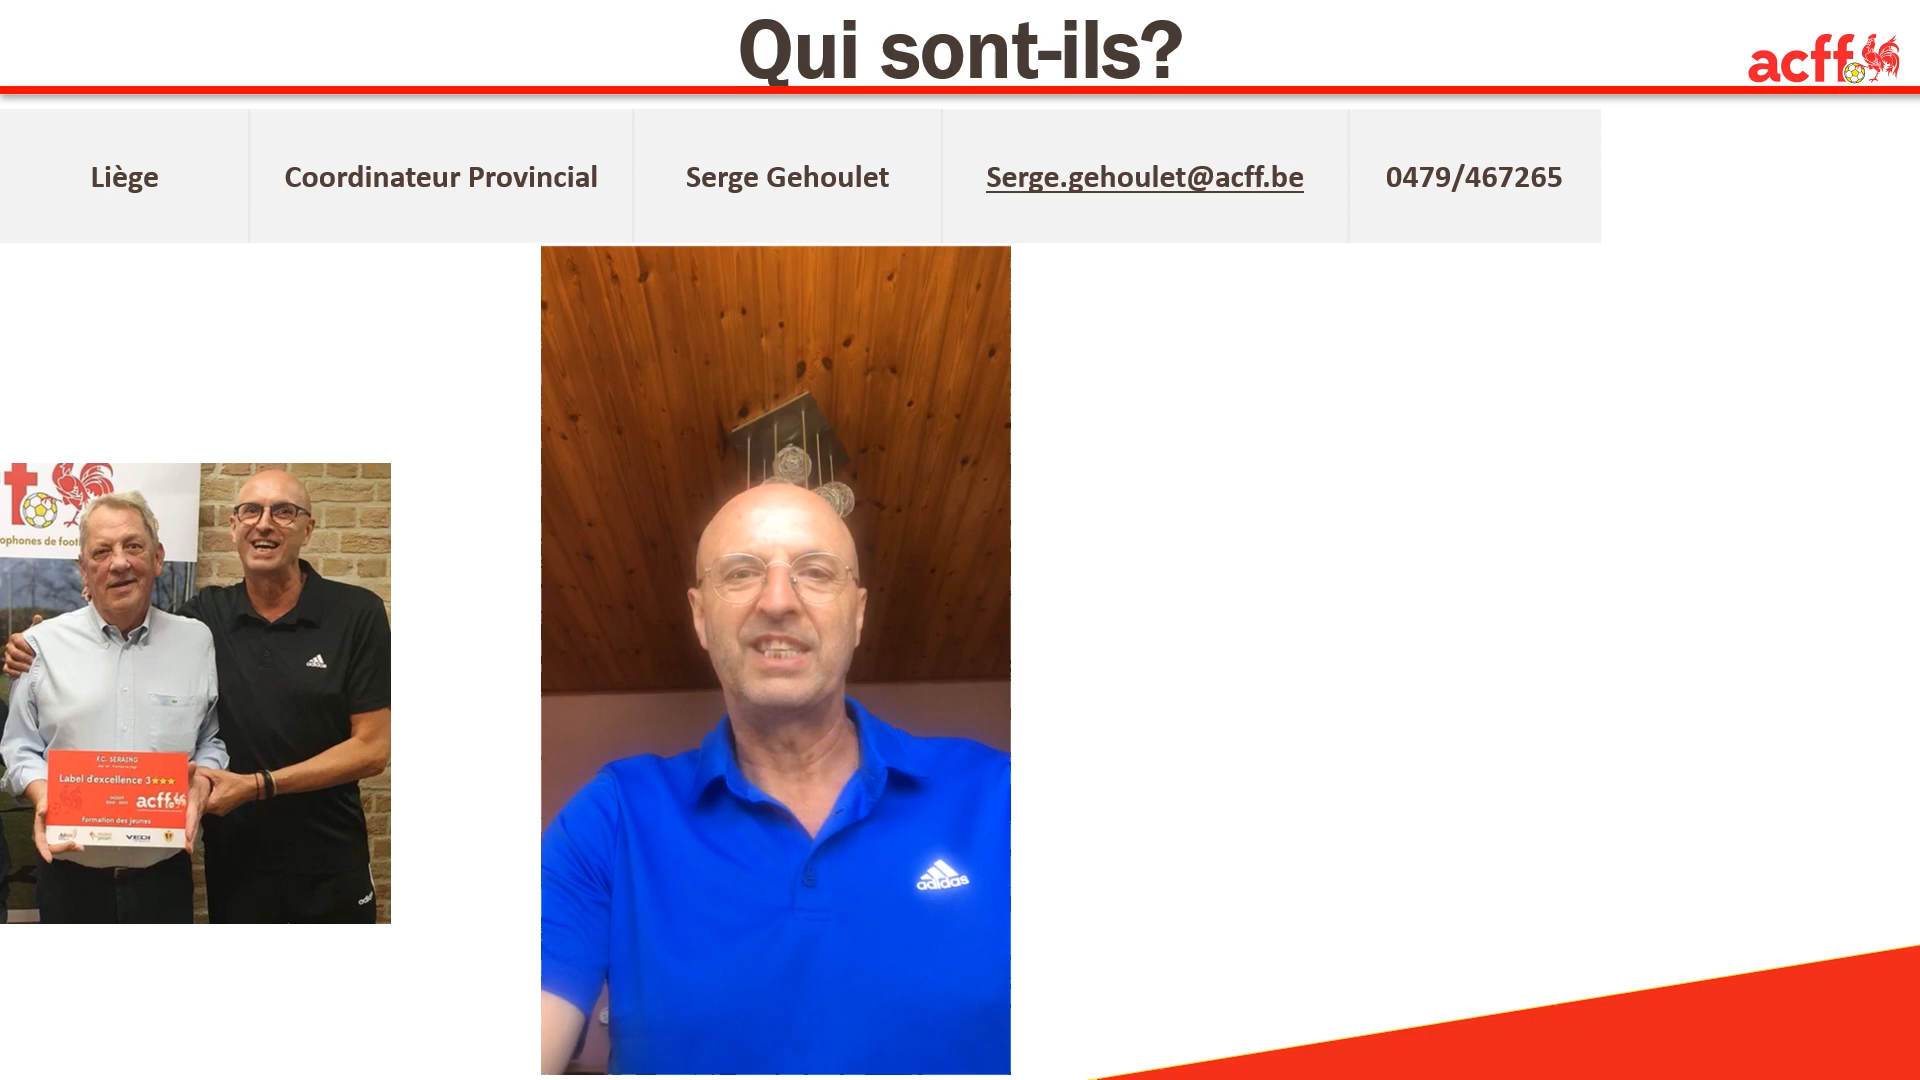 Qui sont-ils?
acff
Liège Coordinateur Provincial Serge Gehoulet Serge.gehoulet@acff.be 0479/467265
ophones de foot
adidas
F.C. SERAING
Label d'excellence 3
acff
Formation des jeunes
VEDI
adidas